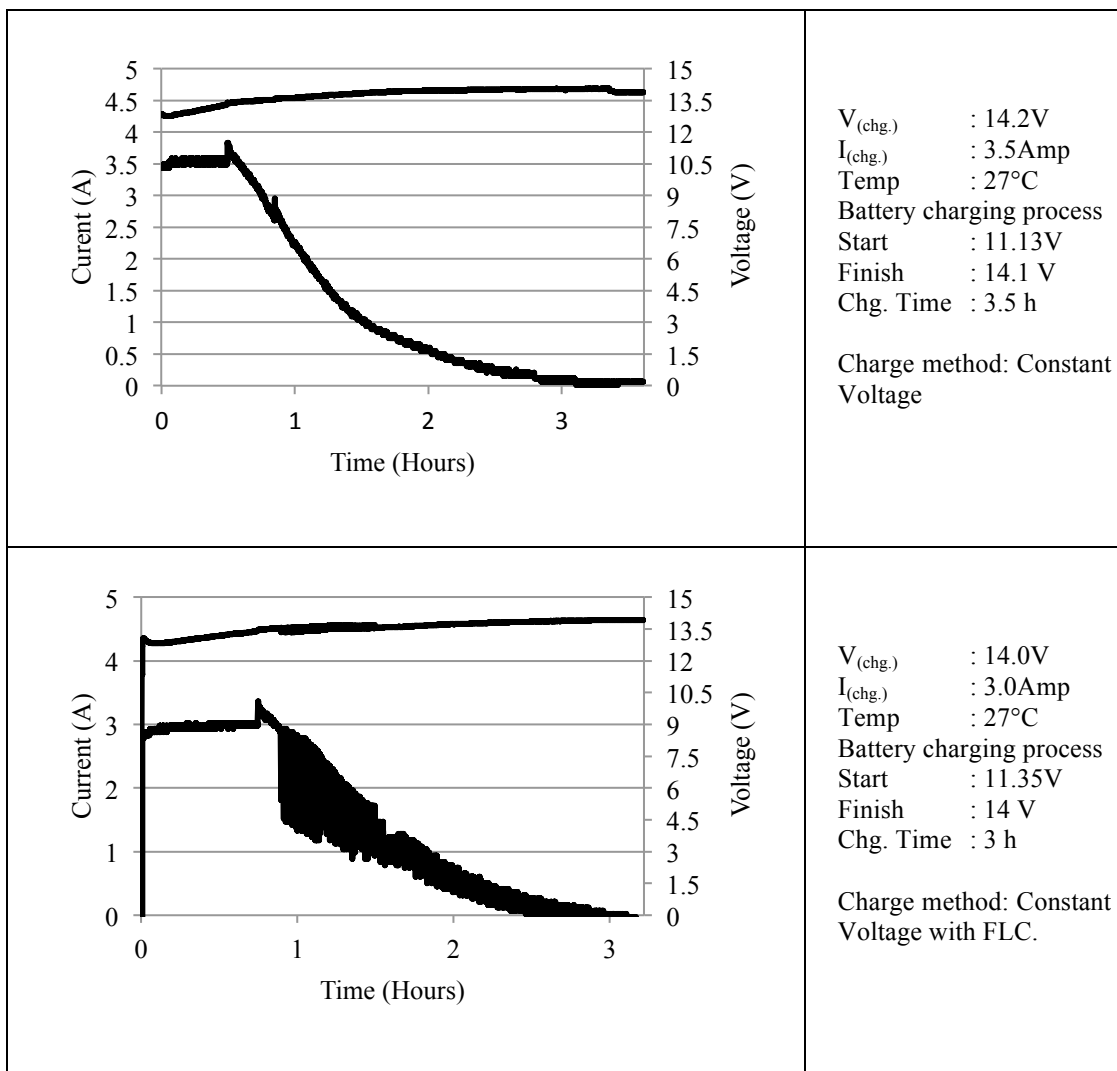 5
4.5
4
3.5
3
2.5
2
1.5
1
0.5
0
Curent (A)
15
13.5
12
10.5
9
7.5
6
4.5
3
1.5
0
Voltage (V)
0 1 2 3
Time (Hours)
V(chg.) : 14.2V
I(chg.) : 3.5Amp
Temp : 27°C
Battery charging process
Start : 11.13V
Finish : 14.1 V
Chg. Time : 3.5 h
Charge method: Constant
Voltage
5
4
3
2
1
0
Current (A)
15
13.5
12
10.5
9
7.5
6
4.5
3
1.5
0
Voltage (V)
0 1 2 3
Time (Hours)
V(chg.) : 14.0V
I(chg.) : 3.0Amp
Temp : 27°C
Battery charging process
Start : 11.35V
Finish : 14 V
Chg. Time : 3 h
Charge method: Constant
Voltage with FLC.